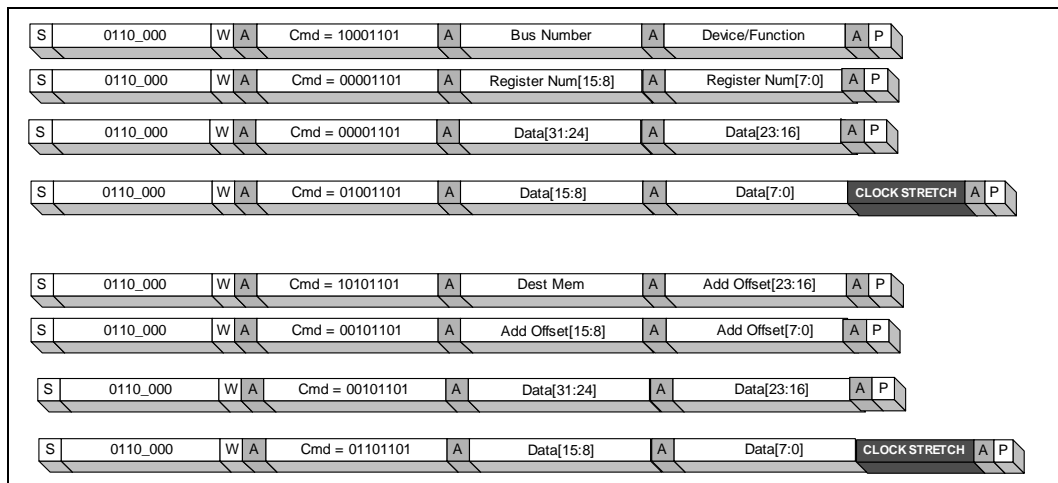 S 0110_000 W A Cmd = 10001101 A Bus Number A Device/Function A P
S 0110_000 W A Cmd = 00001101 A Register Num[15:8] A Register Num[7:0] A P
S 0110_000 W A Cmd = 00001101 A Data[31:24] A Data[23:16] A P
S 0110_000 W A Cmd = 01001101 A Data[15:8] A Data[7:0] CLOCK STRETCH A P
S 0110_000 W A Cmd = 10101101 A Dest Mem A Add Offset[23:16] A P
S 0110_000 W A Cmd = 00101101 A Add Offset[15:8] A Add Offset[7:0] A P
S 0110_000 W A Cmd = 00101101 A Data[31:24] A Data[23:16] A P
S 0110_000 W A Cmd = 01101101 A Data[15:8] A Data[7:0] CLOCK STRETCH A P